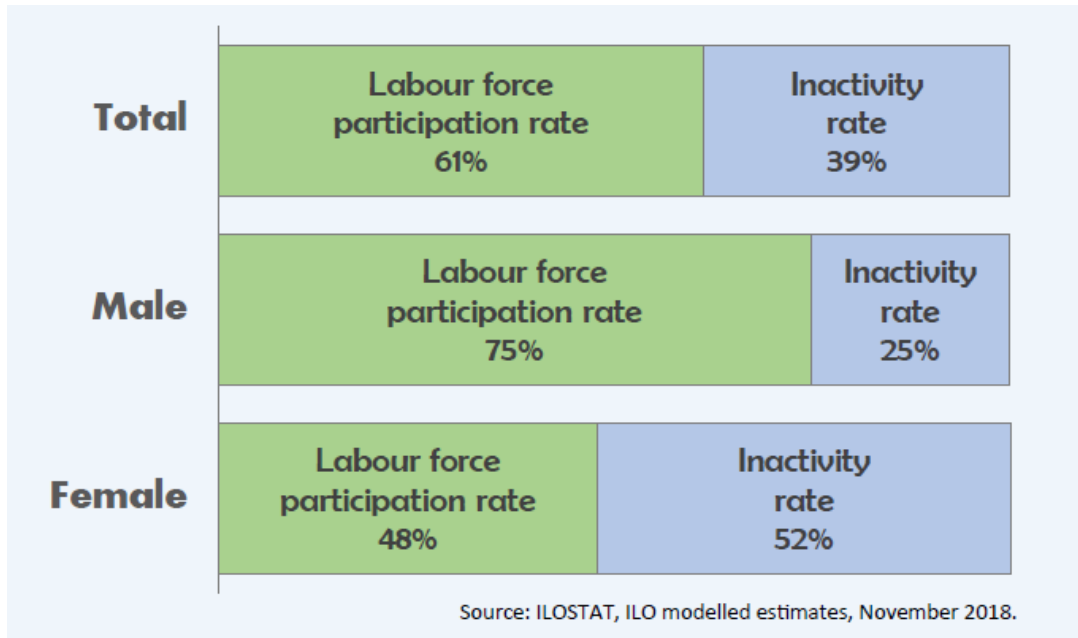 Total
Labour force
participation rate
61%
Inactivity
rate
39%
Male
Labour force
participation rate
75%
Inactivity
rate
25%
Female
Labour force
participation rate
48%
Inactivity
rate
52%
Source: ILOSTAT, ILO modelled estimates, November 2018.